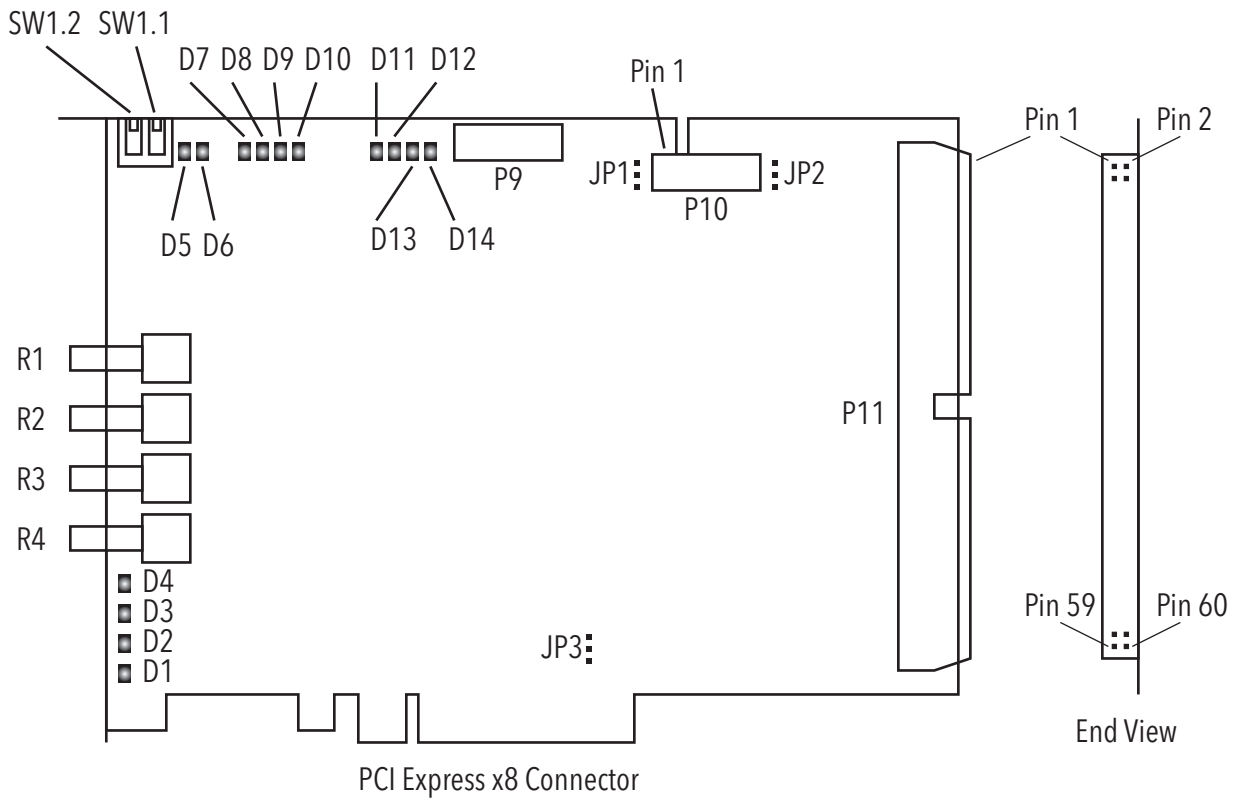 SW1.2 SW1.1
D7 D8 D9 D10 D11 D12
Pin 1
Pin 1 Pin 2
P9
JP1 JP2
P10
D5 D6
D13 D14
R1
R2
P11
R3
R4
D4
D3
Pin 59 Pin 60
D2
JP3
D1
End View
PCI Express x8 Connector